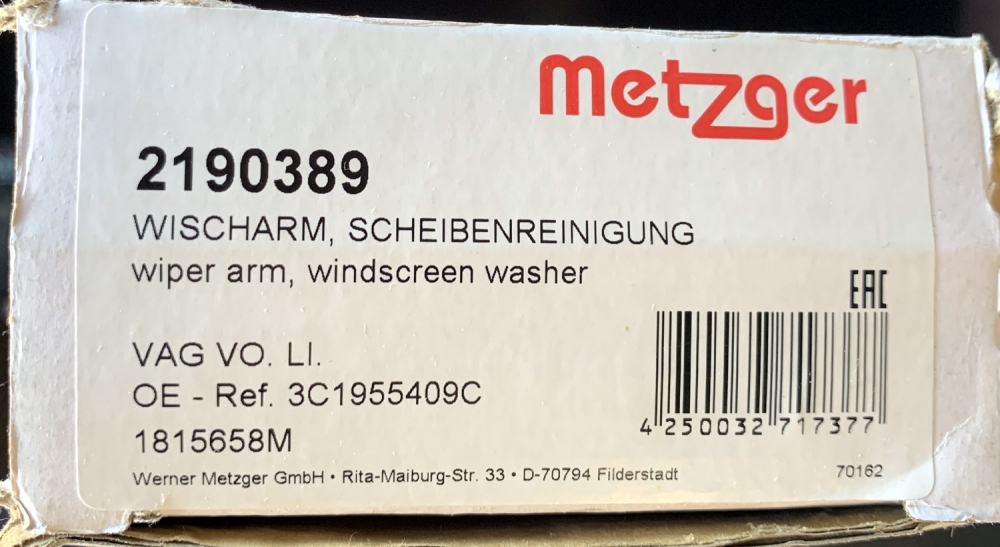 Metzger
2190389
WISCHARM, SCHEIBENREINIGUNG
wiper arm, windscreen washer
EAC
VAG VO. LI.
OE - Ref. 3C1955409C
1815658M
4 250032 717377
Werner Metzger GmbH • Rita-Maiburg-Str. 33 • D-70794 Filderstadt
70162